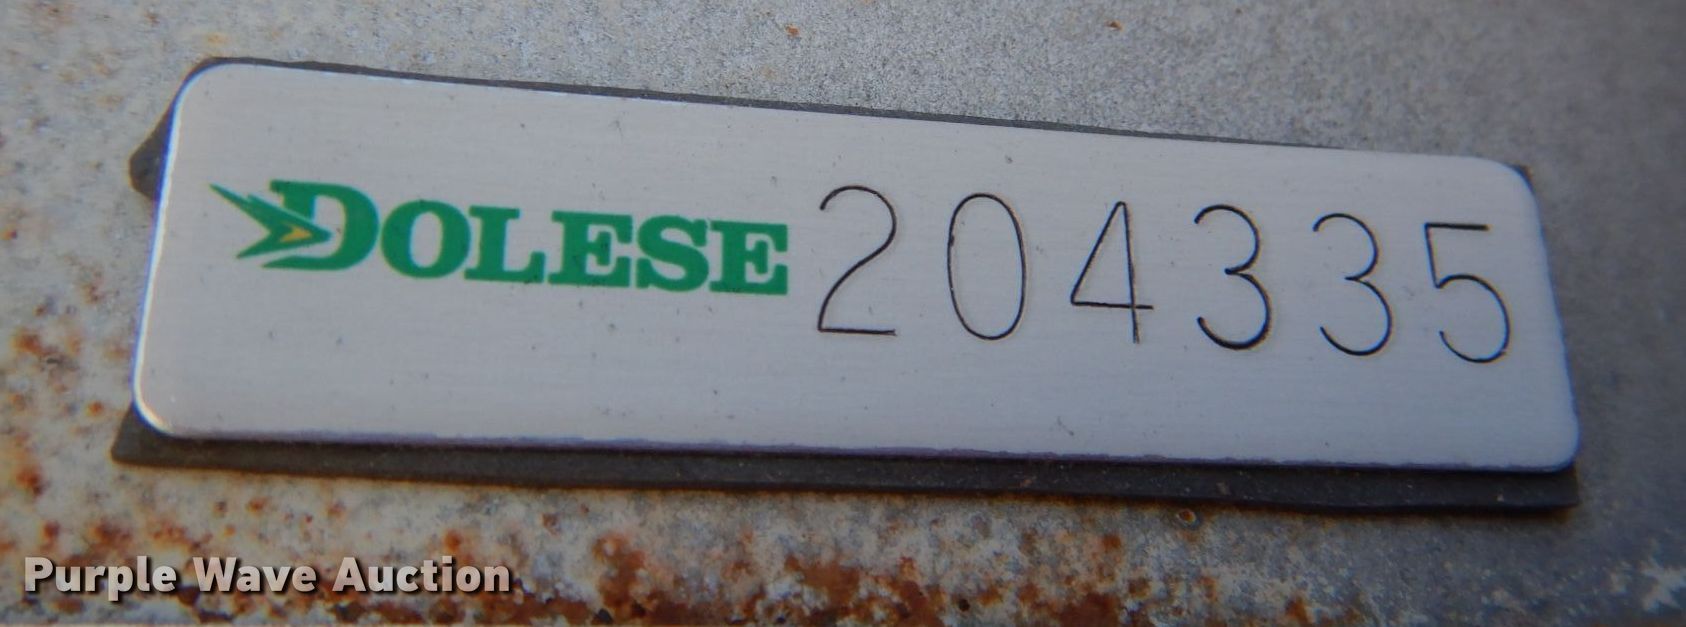 DOLESE 204335
Purple Wave Auction